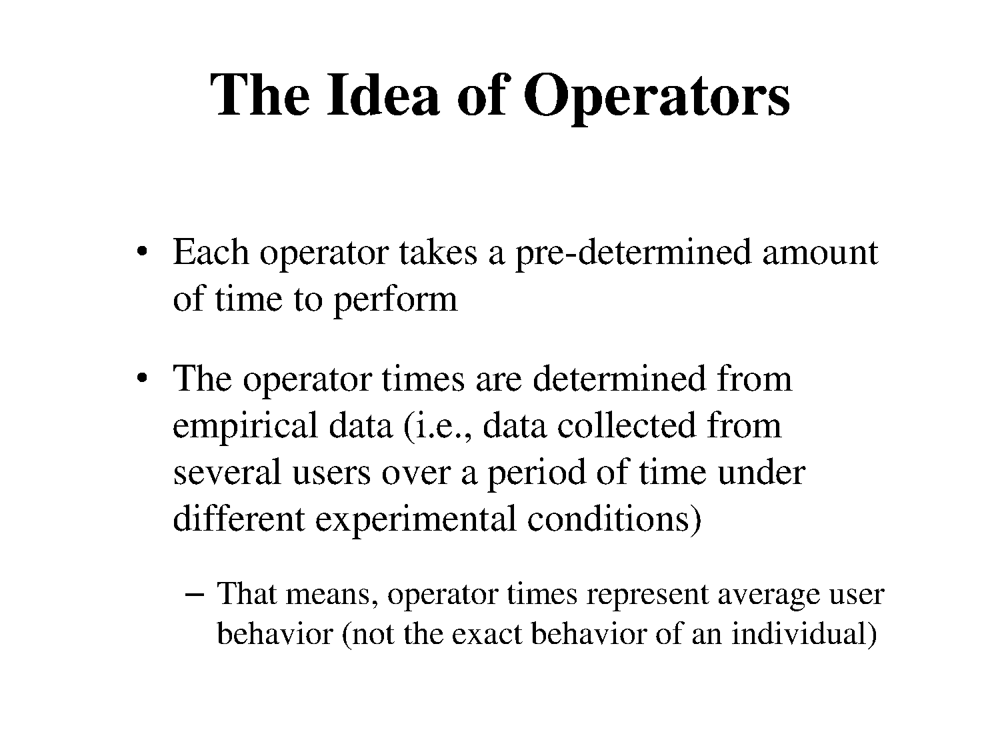 The Idea of Operators
• Each operator takes a pre-determined amount
of time to perform
• The operator times are determined from
empirical data (i.e., data collected from
several users over a period of time under
different experimental conditions)
– That means, operator times represent average user
behavior (not the exact behavior of an individual)